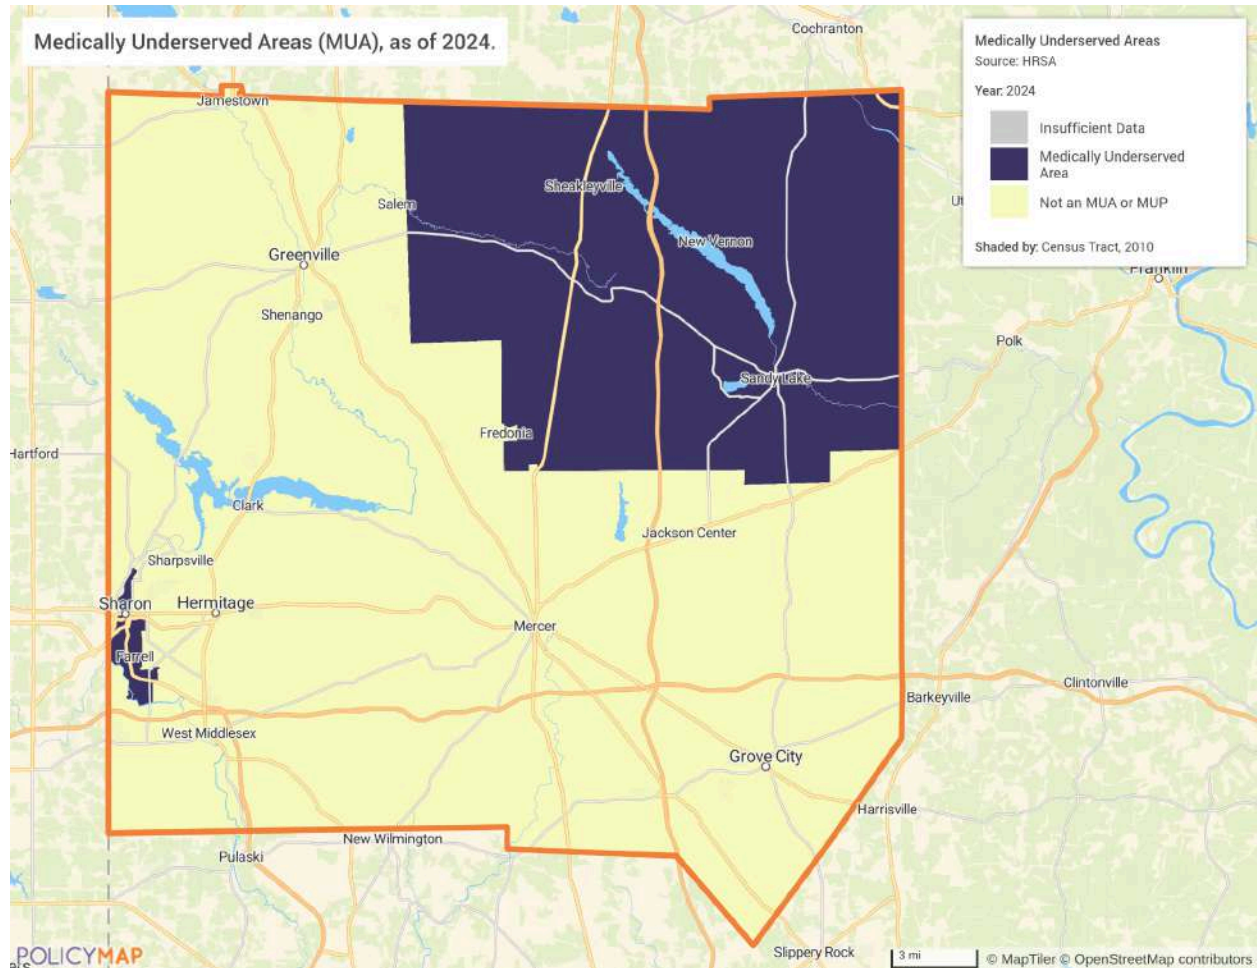 Medically Underserved Areas (MUA), as of 2024.
Cochranton
Medically Underserved Areas
Source: HRSA
Year: 2024
Insufficient Data
Medically Underserved
Area
Not an MUA or MUP
Shaded by: Census Tract, 2010
Jamestown
Sheakleyville
Salem
Ut
New Vernon
Greenville
Franklin
Shenango
Polk
Sandy Lake
Fredonia
Hartford
Clark
Jackson Center
Sharpsville
Sharon
Hermitage
Mercer
Farrell
Clintonville
Barkeyville
West Middlesex
Grove City
Harrisville
New Wilmington
Pulaski
Slippery Rock
POLICYMAP
3 mi
© MapTiler © OpenStreetMap contributors